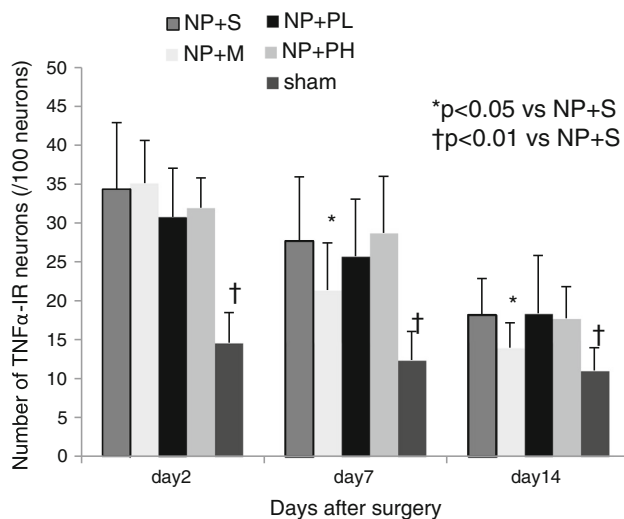 NP+S NP+PL
NP+M NP+PH
sham
*p<0.05 vs NP+S
†p<0.01 vs NP+S
Number of TNFα-IR neurons (/100 neurons)
50
45
40
35
30
25
20
15
10
5
0
†
*
†
*
†
day2 day7 day14
Days after surgery